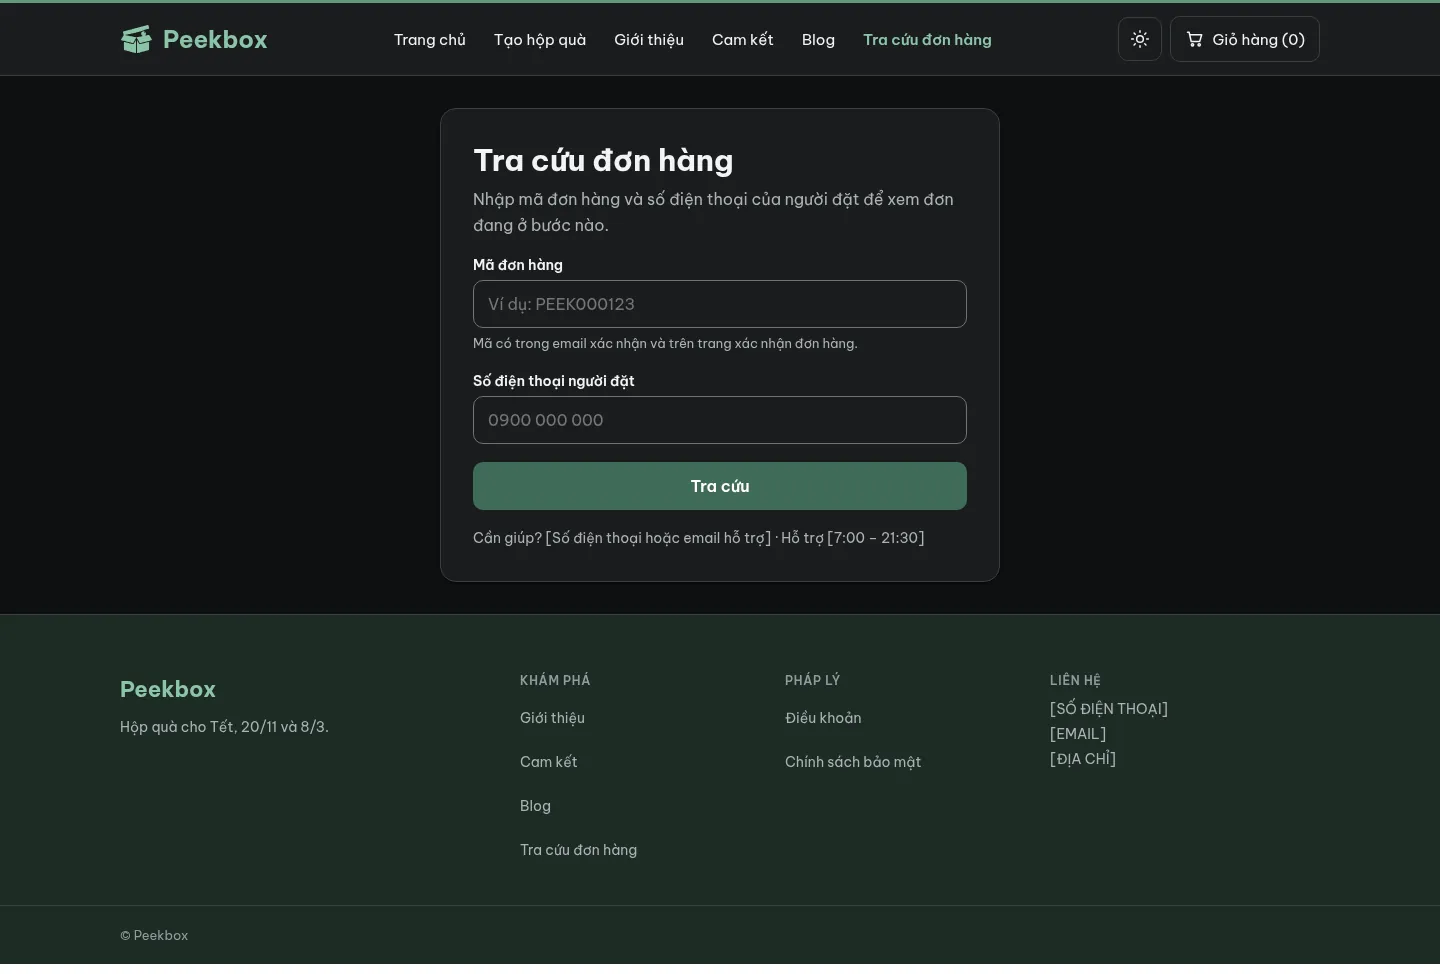 Peekbox
Trang chủ
Tạo hộp quà
Giới thiệu
Cam kết
Blog
Tra cứu đơn hàng
Giỏ hàng (0)
Tra cứu đơn hàng
Nhập mã đơn hàng và số điện thoại của người đặt để xem đơn
đang ở bước nào.
Mã đơn hàng
Ví dụ: PEEK000123
Mã có trong email xác nhận và trên trang xác nhận đơn hàng.
Số điện thoại người đặt
0900 000 000
Tra cứu
Cần giúp? [Số điện thoại hoặc email hỗ trợ] · Hỗ trợ [7:00 – 21:30]
Peekbox
Hộp quà cho Tết, 20/11 và 8/3.
KHÁM PHÁ
Giới thiệu
Cam kết
Blog
Tra cứu đơn hàng
PHÁP LÝ
Điều khoản
Chính sách bảo mật
LIÊN HỆ
[SỐ ĐIỆN THOẠI]
[EMAIL]
[ĐỊA CHỈ]
© Peekbox